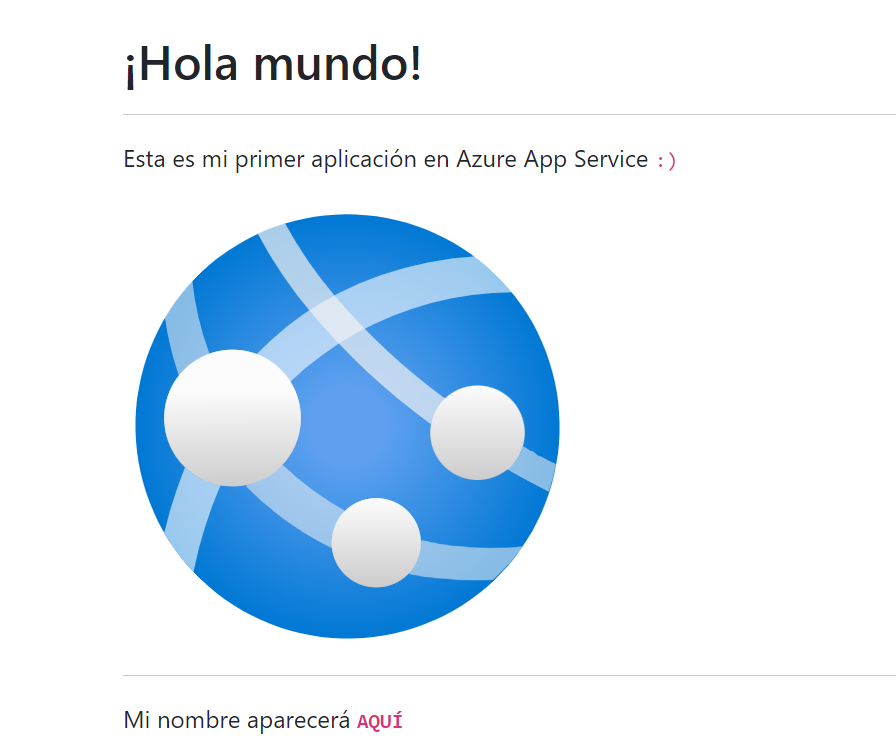 ¡Hola mundo!
Esta es mi primer aplicación en Azure App Service :)
Mi nombre aparecerá AQUÍ